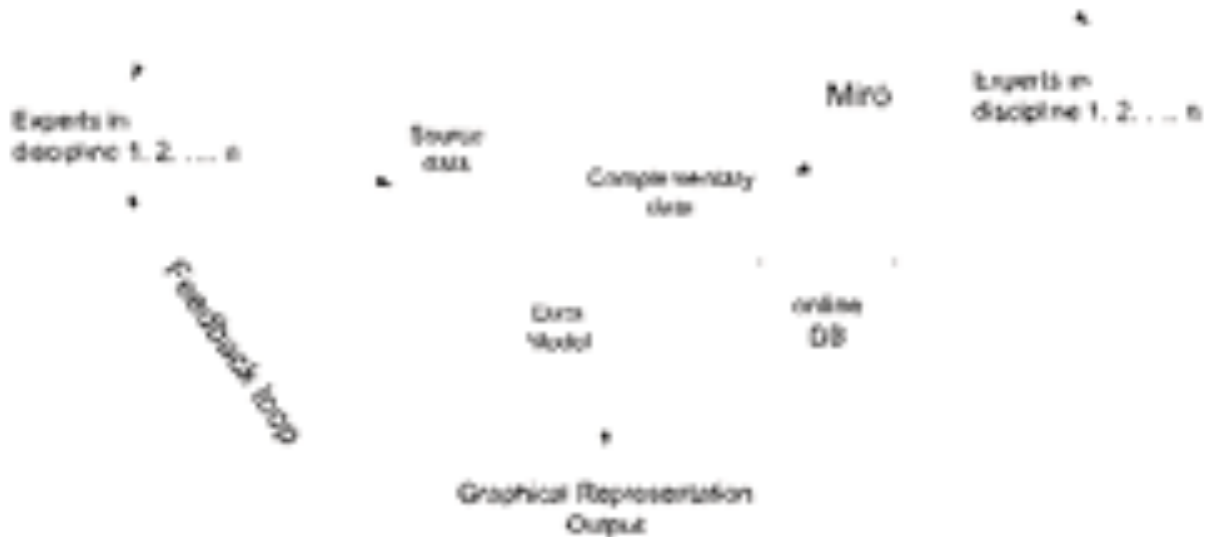 Experts in
discipline 1, 2, .... n
Source
data
Miro
Experts in
discipline 1, 2, .... n
Complementary
data
Feedback loop
Data
Model
online
DB
Graphical Representation
Output